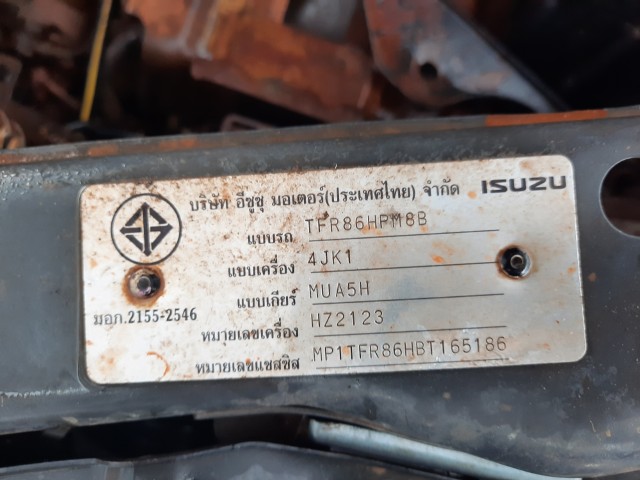 บริษัท อีซูซุ มอเตอร์(ประเทศไทย) จำกัด ISUZU
แบบรถ TFR86HPM8B
แบบเครื่อง 4JK1
แบบเกียร์ MUA5H
มอก.2155-2546
หมายเลขเครื่อง HZ2123
หมายเลขแชสซิส MP1TFR86HBT165186